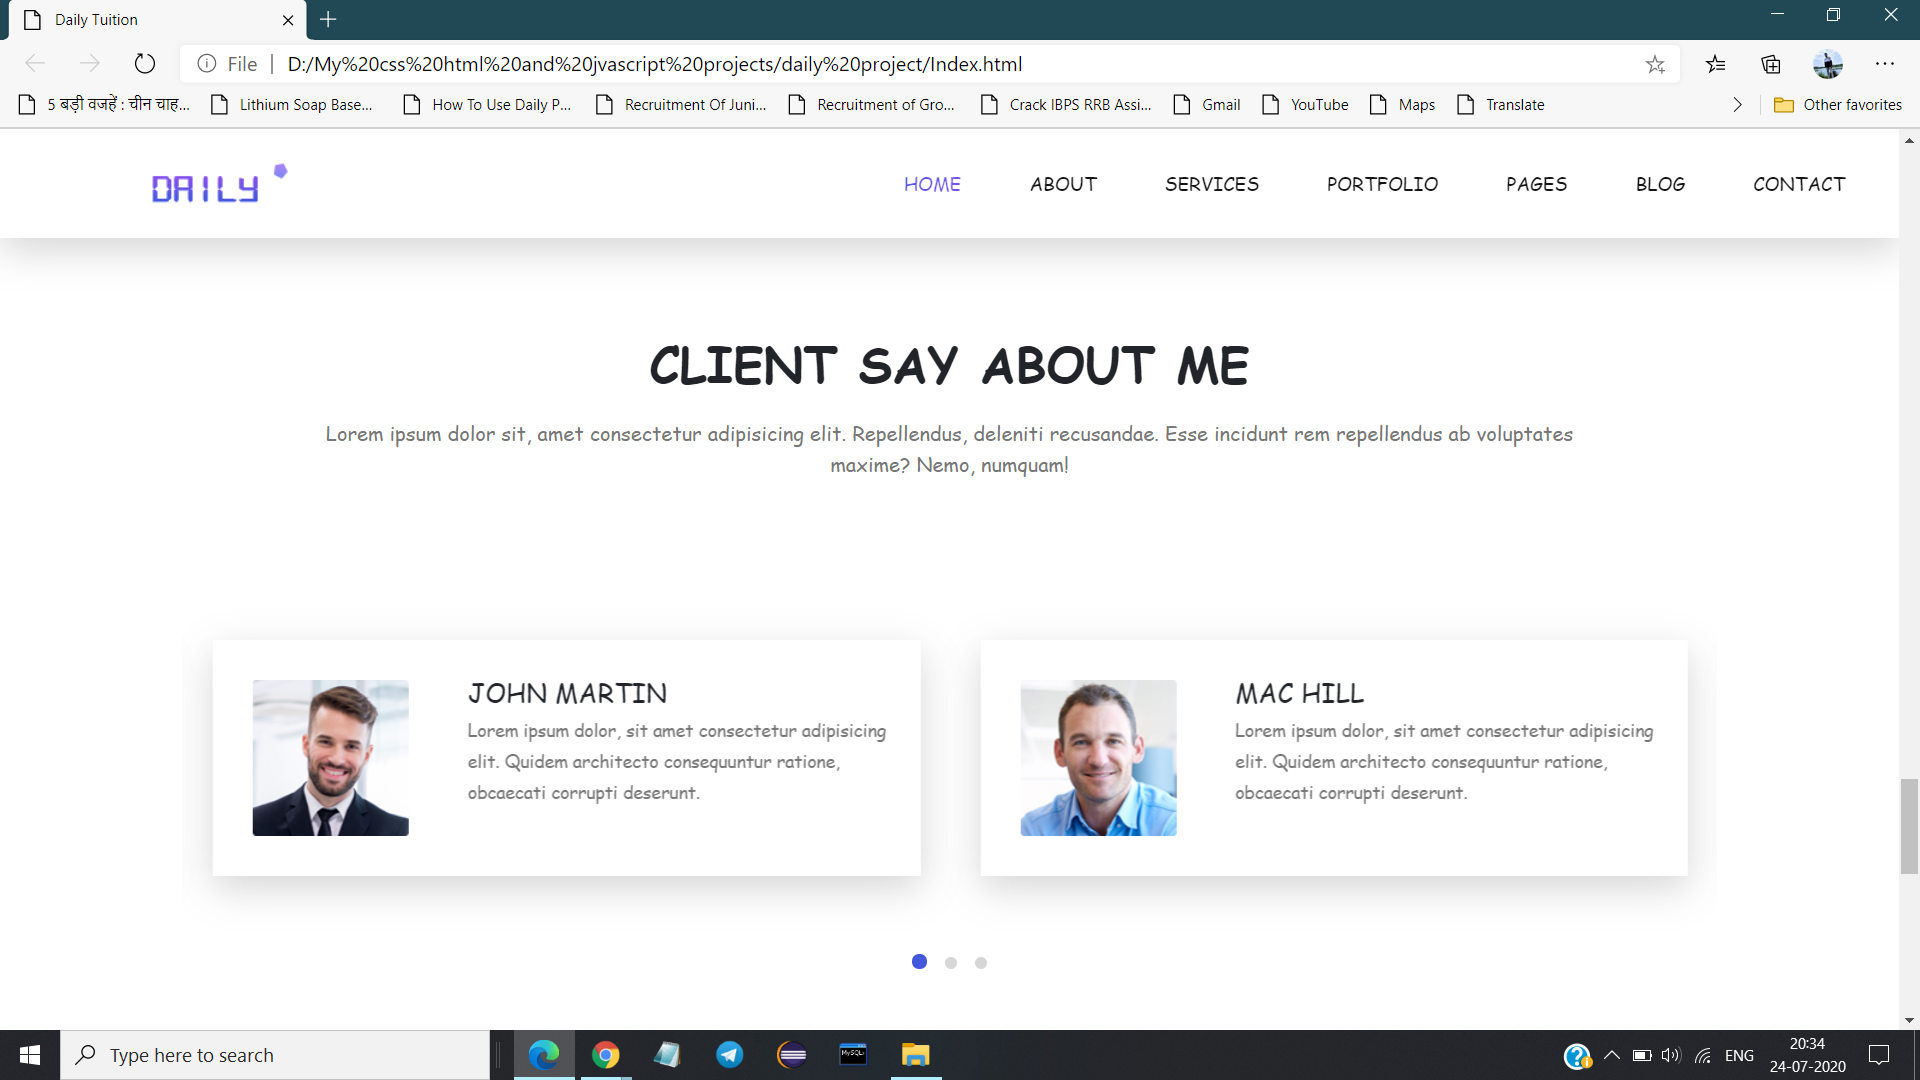 Daily Tuition
File
D:/My%20css%20html%20and%20jvascript%20projects/daily%20project/Index.html
5 बड़ी वजहें : चीन चाह...
Lithium Soap Base...
How To Use Daily P...
Recruitment Of Juni...
Recruitment of Gro...
Crack IBPS RRB Assi...
Gmail
YouTube
Maps
Translate
Other favorites
DAILY
HOME
ABOUT
SERVICES
PORTFOLIO
PAGES
BLOG
CONTACT
CLIENT SAY ABOUT ME
Lorem ipsum dolor sit, amet consectetur adipisicing elit. Repellendus, deleniti recusandae. Esse incidunt rem repellendus ab voluptates
maxime? Nemo, numquam!
JOHN MARTIN
Lorem ipsum dolor, sit amet consectetur adipisicing
elit. Quidem architecto consequuntur ratione,
obcaecati corrupti deserunt.
MAC HILL
Lorem ipsum dolor, sit amet consectetur adipisicing
elit. Quidem architecto consequuntur ratione,
obcaecati corrupti deserunt.
Type here to search
ENG
20:34
24-07-2020